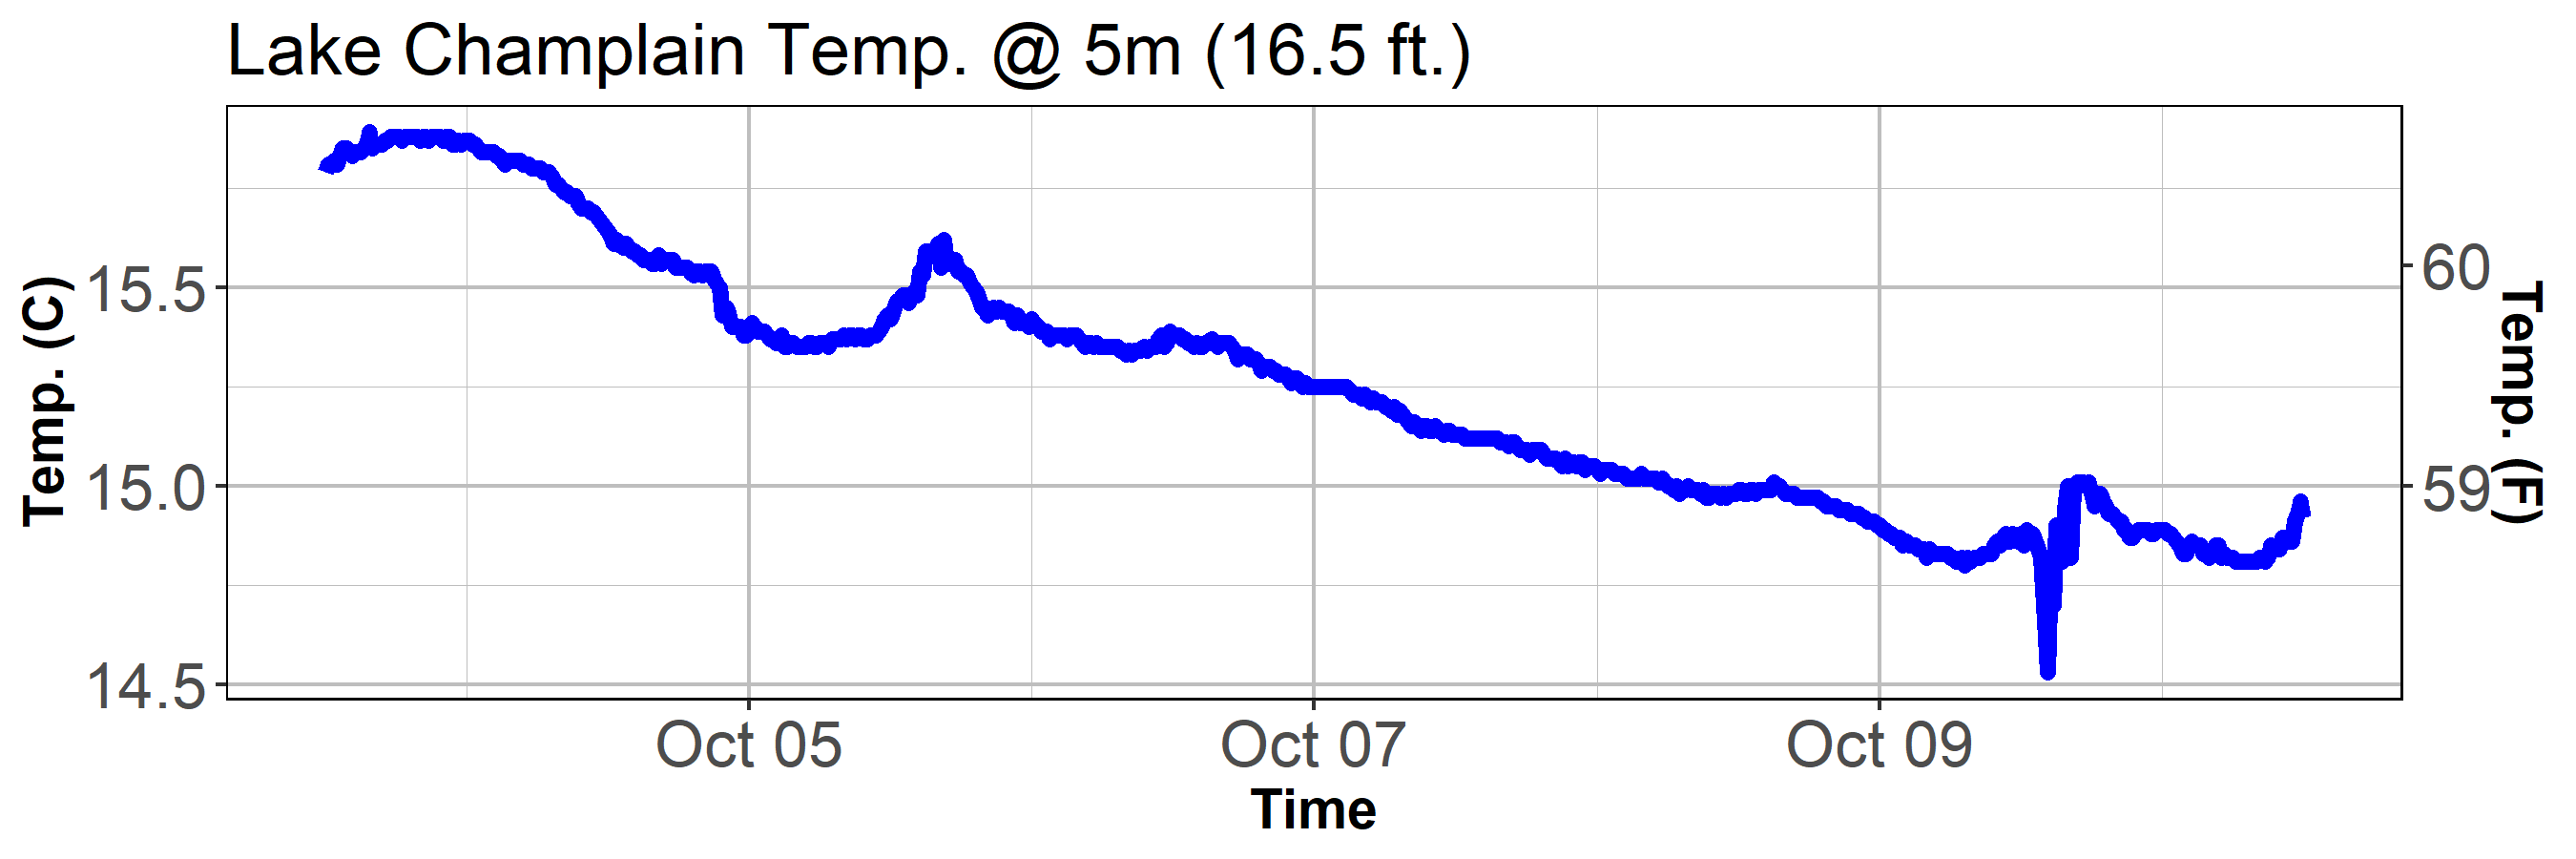 Lake Champlain Temp. @ 5m (16.5 ft.)
Temp. (C)
15.5
15.0
14.5
60
59
Temp. (F)
Oct 05
Oct 07
Oct 09
Time